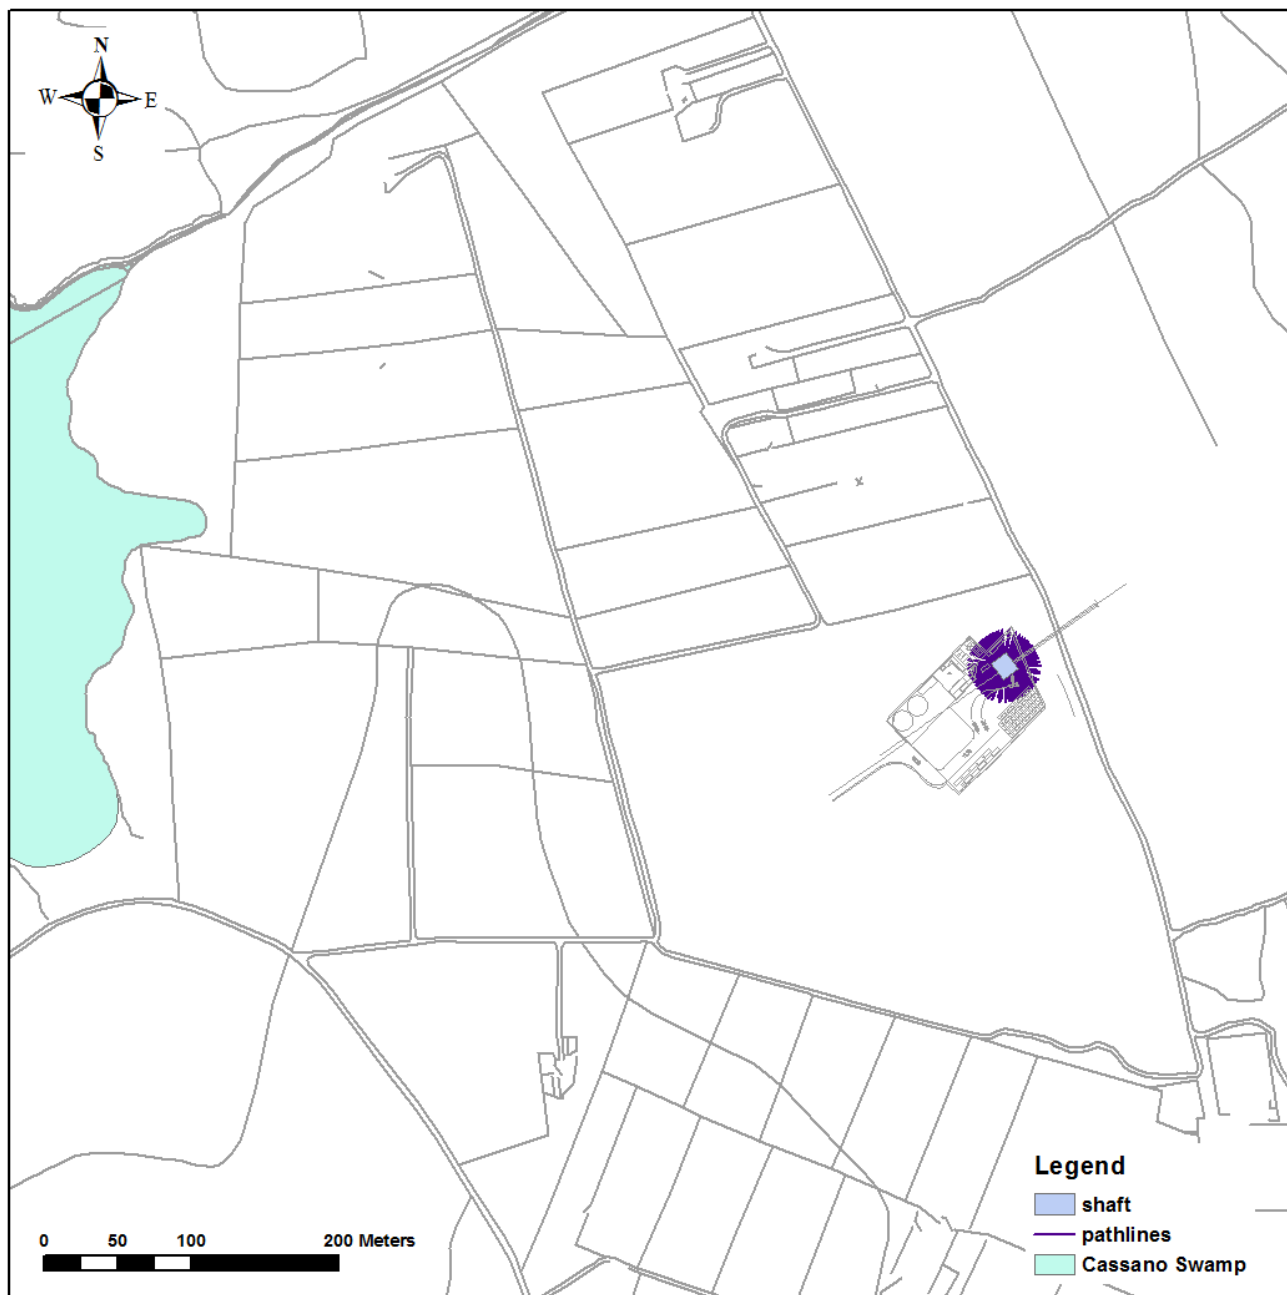 N
W E
S
Legend
shaft
pathlines
Cassano Swamp
0 50 100 200 Meters